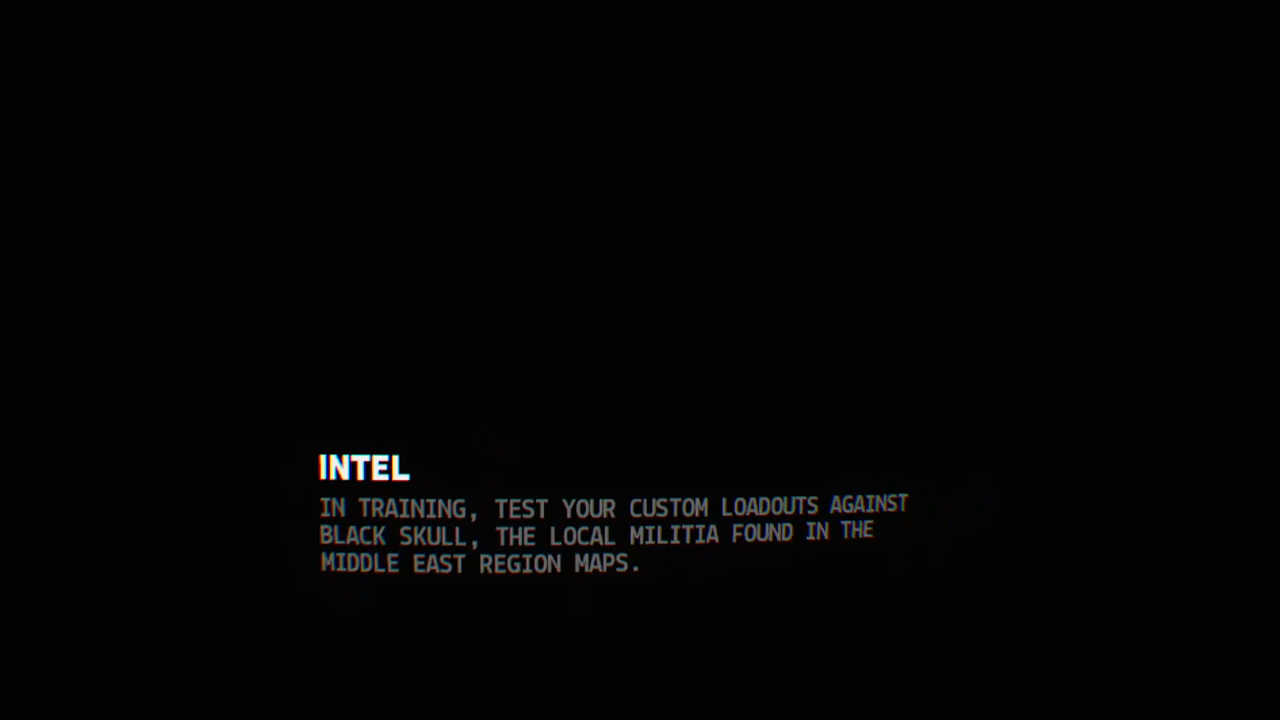 INTEL
IN TRAINING, TEST YOUR CUSTOM LOADOUTS AGAINST
BLACK SKULL, THE LOCAL MILITIA FOUND IN THE
MIDDLE EAST REGION MAPS.